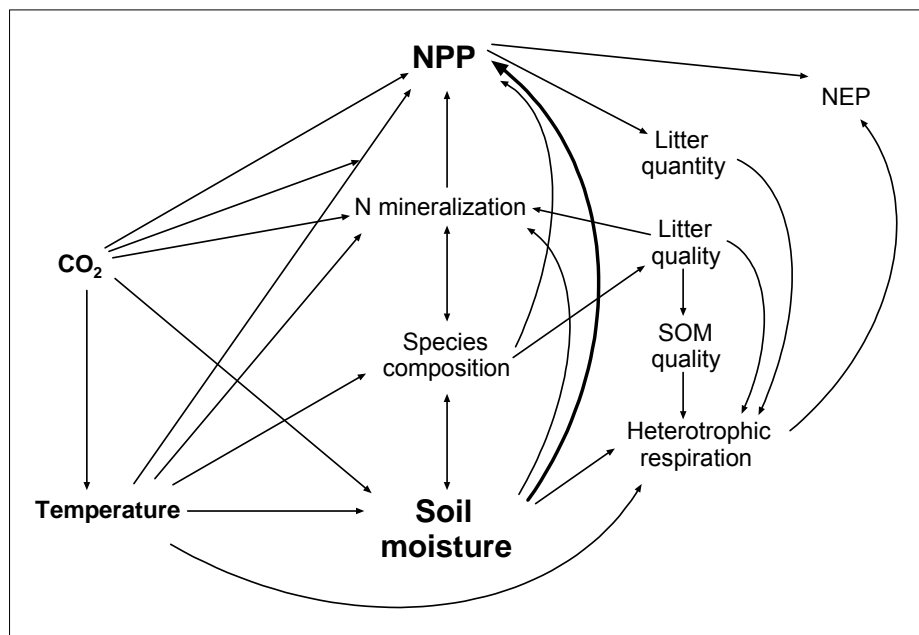 NPP
NEP
Litter
quantity
N mineralization
Litter
quality
CO₂
Species
composition
SOM
quality
Heterotrophic
respiration
Temperature
Soil
moisture